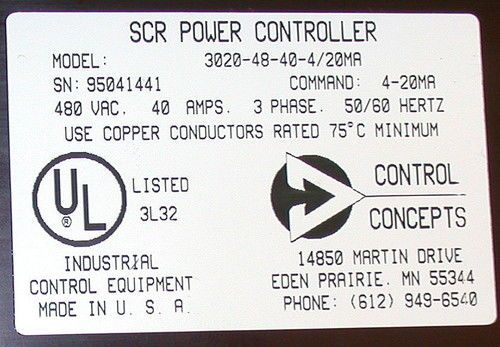 SCR POWER CONTROLLER
MODEL: 3020-48-40-4/20MA
SN: 95041441 COMMAND: 4-20MA
480 VAC. 40 AMPS. 3 PHASE. 50/60 HERTZ
USE COPPER CONDUCTORS RATED 75°C MINIMUM
UL ®
LISTED
3L32
INDUSTRIAL
CONTROL EQUIPMENT
MADE IN U. S. A.
CONTROL
CONCEPTS
14850 MARTIN DRIVE
EDEN PRAIRIE. MN 55344
PHONE: (612) 949-6540